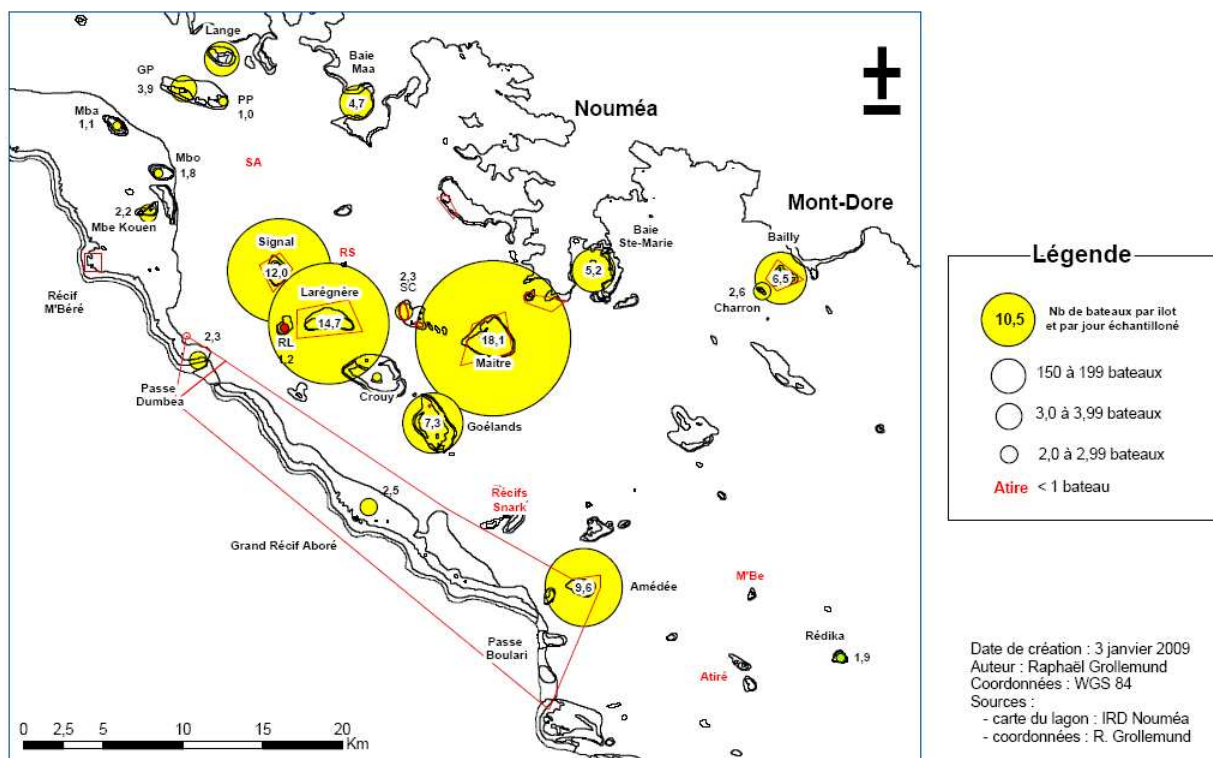 Lange
Baie
Maa
GP
3,9
PP
1,0
4,7
Nouméa
Mba
1,1
SA
Mbo
1,8
Mont-Dore
2,2
Mbe Kouen
Signal
12,0
RS
Baie
Ste-Marie
5,2
Bailly
6,5
2,6
Charron
Récif
M'Béré
Larégnère
14,7
2,3
SC
RL
1,2
18,1
Maitre
2,3
Passe
Dumbéa
Crouy
7,3
Goélands
2,5
Récifs
Snark
Grand Récif Aboré
9,6
Amédée
M'Be
Passe
Boulari
Rédika
1,9
Atiré
0 2,5 5 10 15 20
Km
Légende
10,5
Nb de bateaux par ilot
et par jour échantilloné
150 à 199 bateaux
3,0 à 3,99 bateaux
2,0 à 2,99 bateaux
Atire < 1 bateau
Date de création : 3 janvier 2009
Auteur : Raphaël Grollemund
Coordonnées : WGS 84
Sources :
- carte du lagon : IRD Nouméa
- coordonnées : R. Grollemund